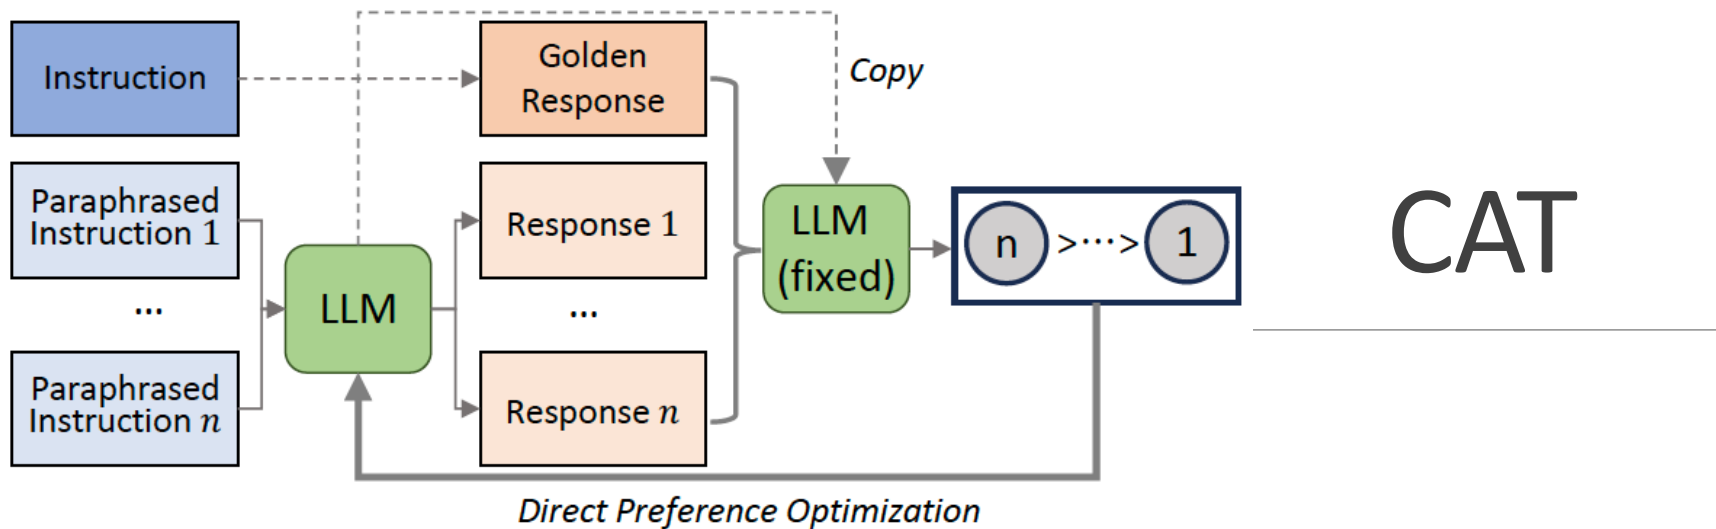 Instruction
Golden
Response
Copy
Paraphrased
Instruction 1
Response 1
LLM
(fixed)
n >···> 1
CAT
...
LLM
...
Paraphrased
Instruction n
Response n
Direct Preference Optimization